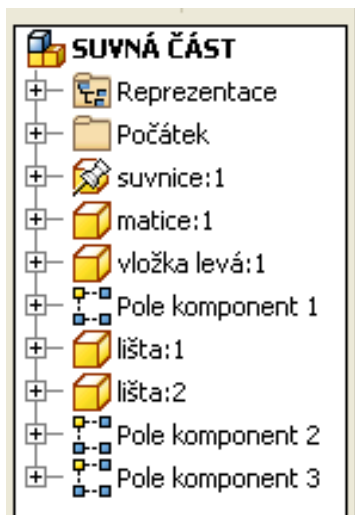 SUVNÁ ČÁST
Reprezentace
Počátek
suvnice:1
matice:1
vložka levá:1
Pole komponent 1
lišta:1
lišta:2
Pole komponent 2
Pole komponent 3